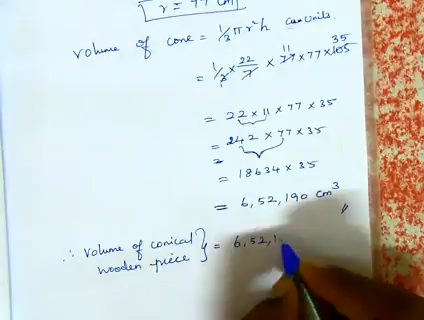 r = 77 cm
Volume of cone = 1/3 πr²h cu.units.
= 1/3 × 22/7 × 77 11 × 77 × 105 35
= 22 × 11 × 77 × 35
= 242 × 77 × 35
=
= 18634 × 35
= 6,52,190 cm³ //
∴ Volume of conical wooden piece } = 6,52,1